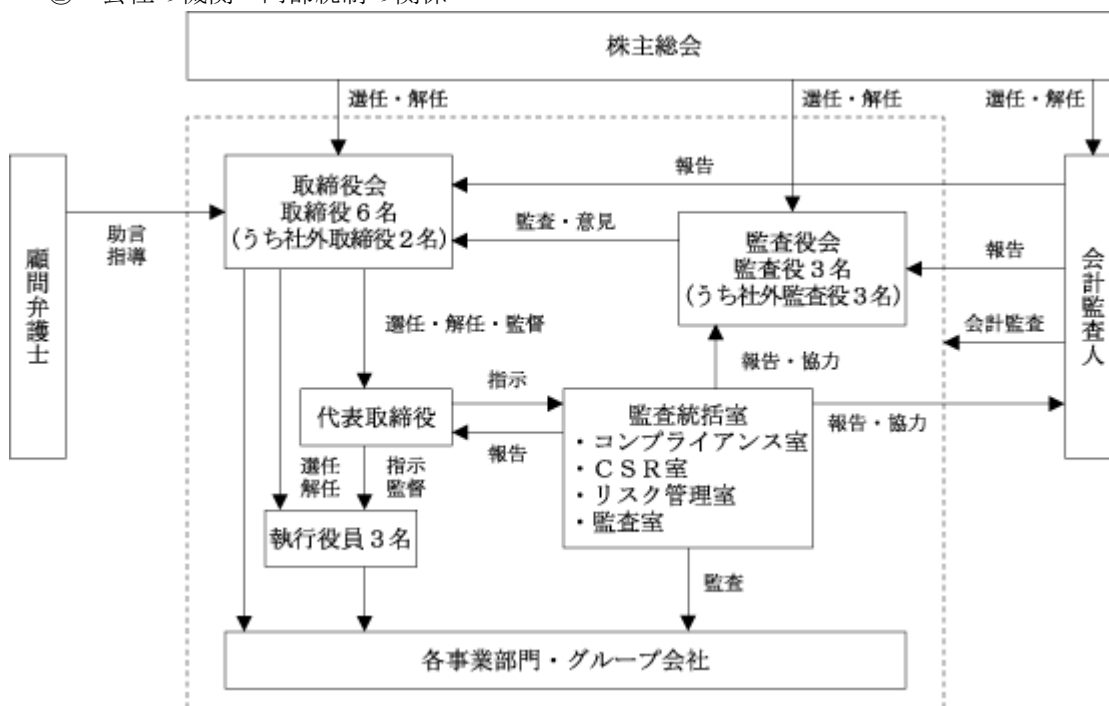 株主総会
選任・解任
選任・解任
選任・解任
取締役会
取締役６名
(うち社外取締役２名)
報告
助言
指導
監査・意見
監査役会
監査役３名
(うち社外監査役３名)
報告
顧問弁護士
会計監査人
会計監査
選任・解任・監督
報告・協力
指示
代表取締役
報告
監査統括室
・コンプライアンス室
・ＣＳＲ室
・リスク管理室
・監査室
報告・協力
選任
解任
指示
監督
執行役員３名
監査
各事業部門・グループ会社